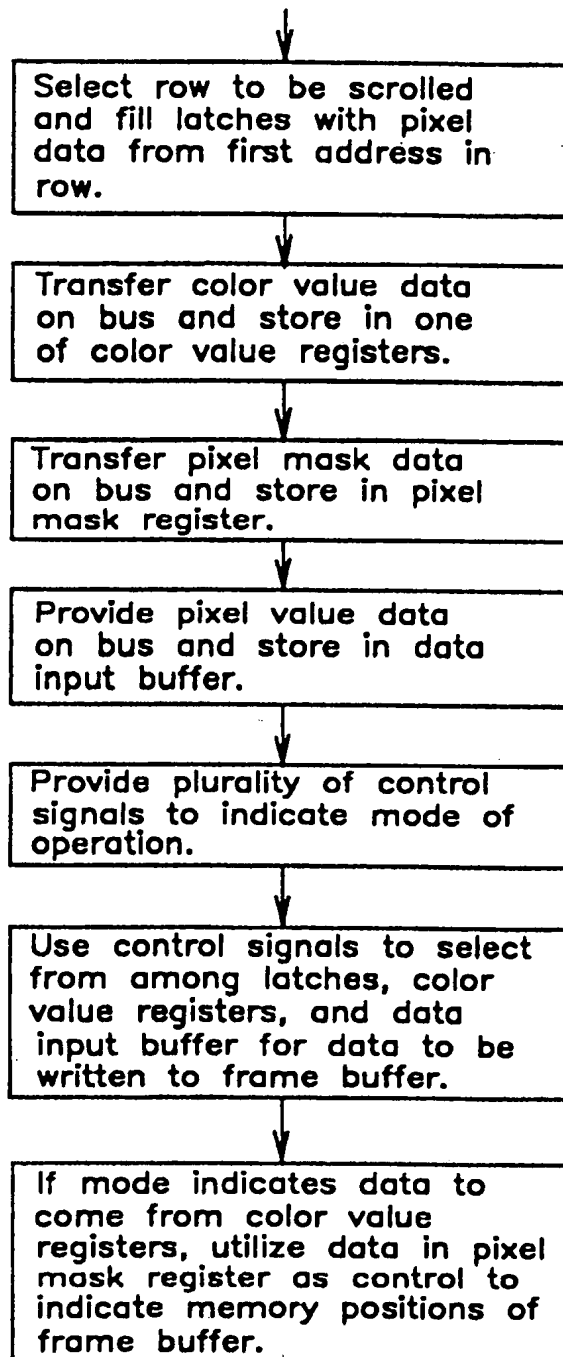 Select row to be scrolled
and fill latches with pixel
data from first address in
row.
Transfer color value data
on bus and store in one
of color value registers.
Transfer pixel mask data
on bus and store in pixel
mask register.
Provide pixel value data
on bus and store in data
input buffer.
Provide plurality of control
signals to indicate mode of
operation.
Use control signals to select
from among latches, color
value registers, and data
input buffer for data to be
written to frame buffer.
If mode indicates data to
come from color value
registers, utilize data in pixel
mask register as control to
indicate memory positions of
frame buffer.